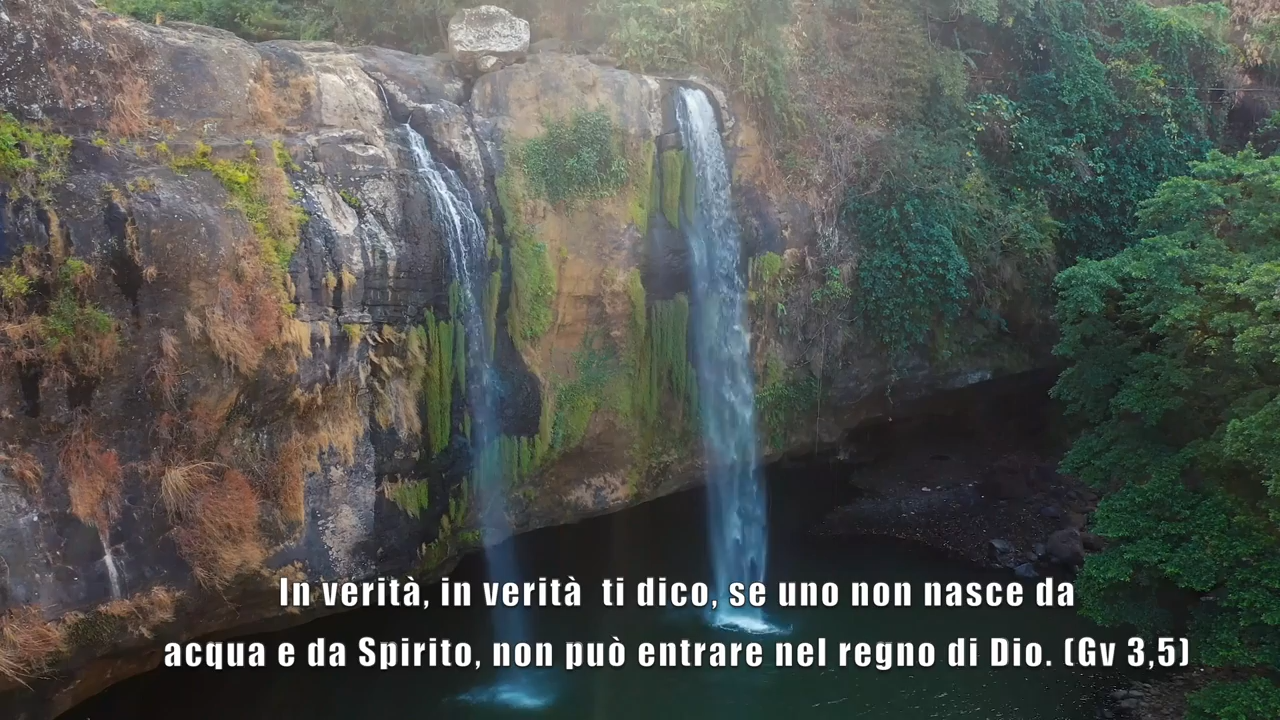 In verità, in verità  ti dico, se uno non nasce da
acqua e da Spirito, non può entrare nel regno di Dio. (Gv 3,5)